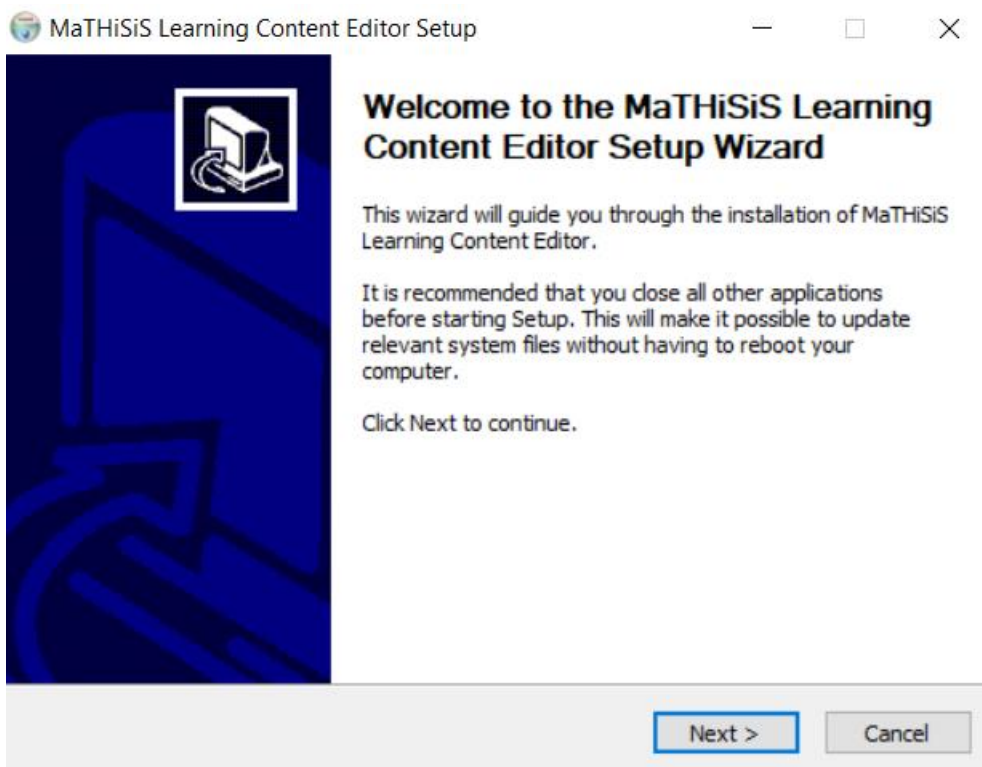 MaTHiSiS Learning Content Editor Setup
Welcome to the MaTHiSiS Learning
Content Editor Setup Wizard
This wizard will guide you through the installation of MaTHiSiS
Learning Content Editor.
It is recommended that you close all other applications
before starting Setup. This will make it possible to update
relevant system files without having to reboot your
computer.
Click Next to continue.
Next >
Cancel